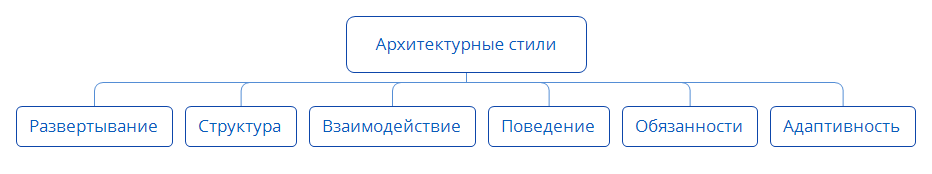 Архитектурные стили
Развертывание
Структура
Взаимодействие
Поведение
Обязанности
Адаптивность